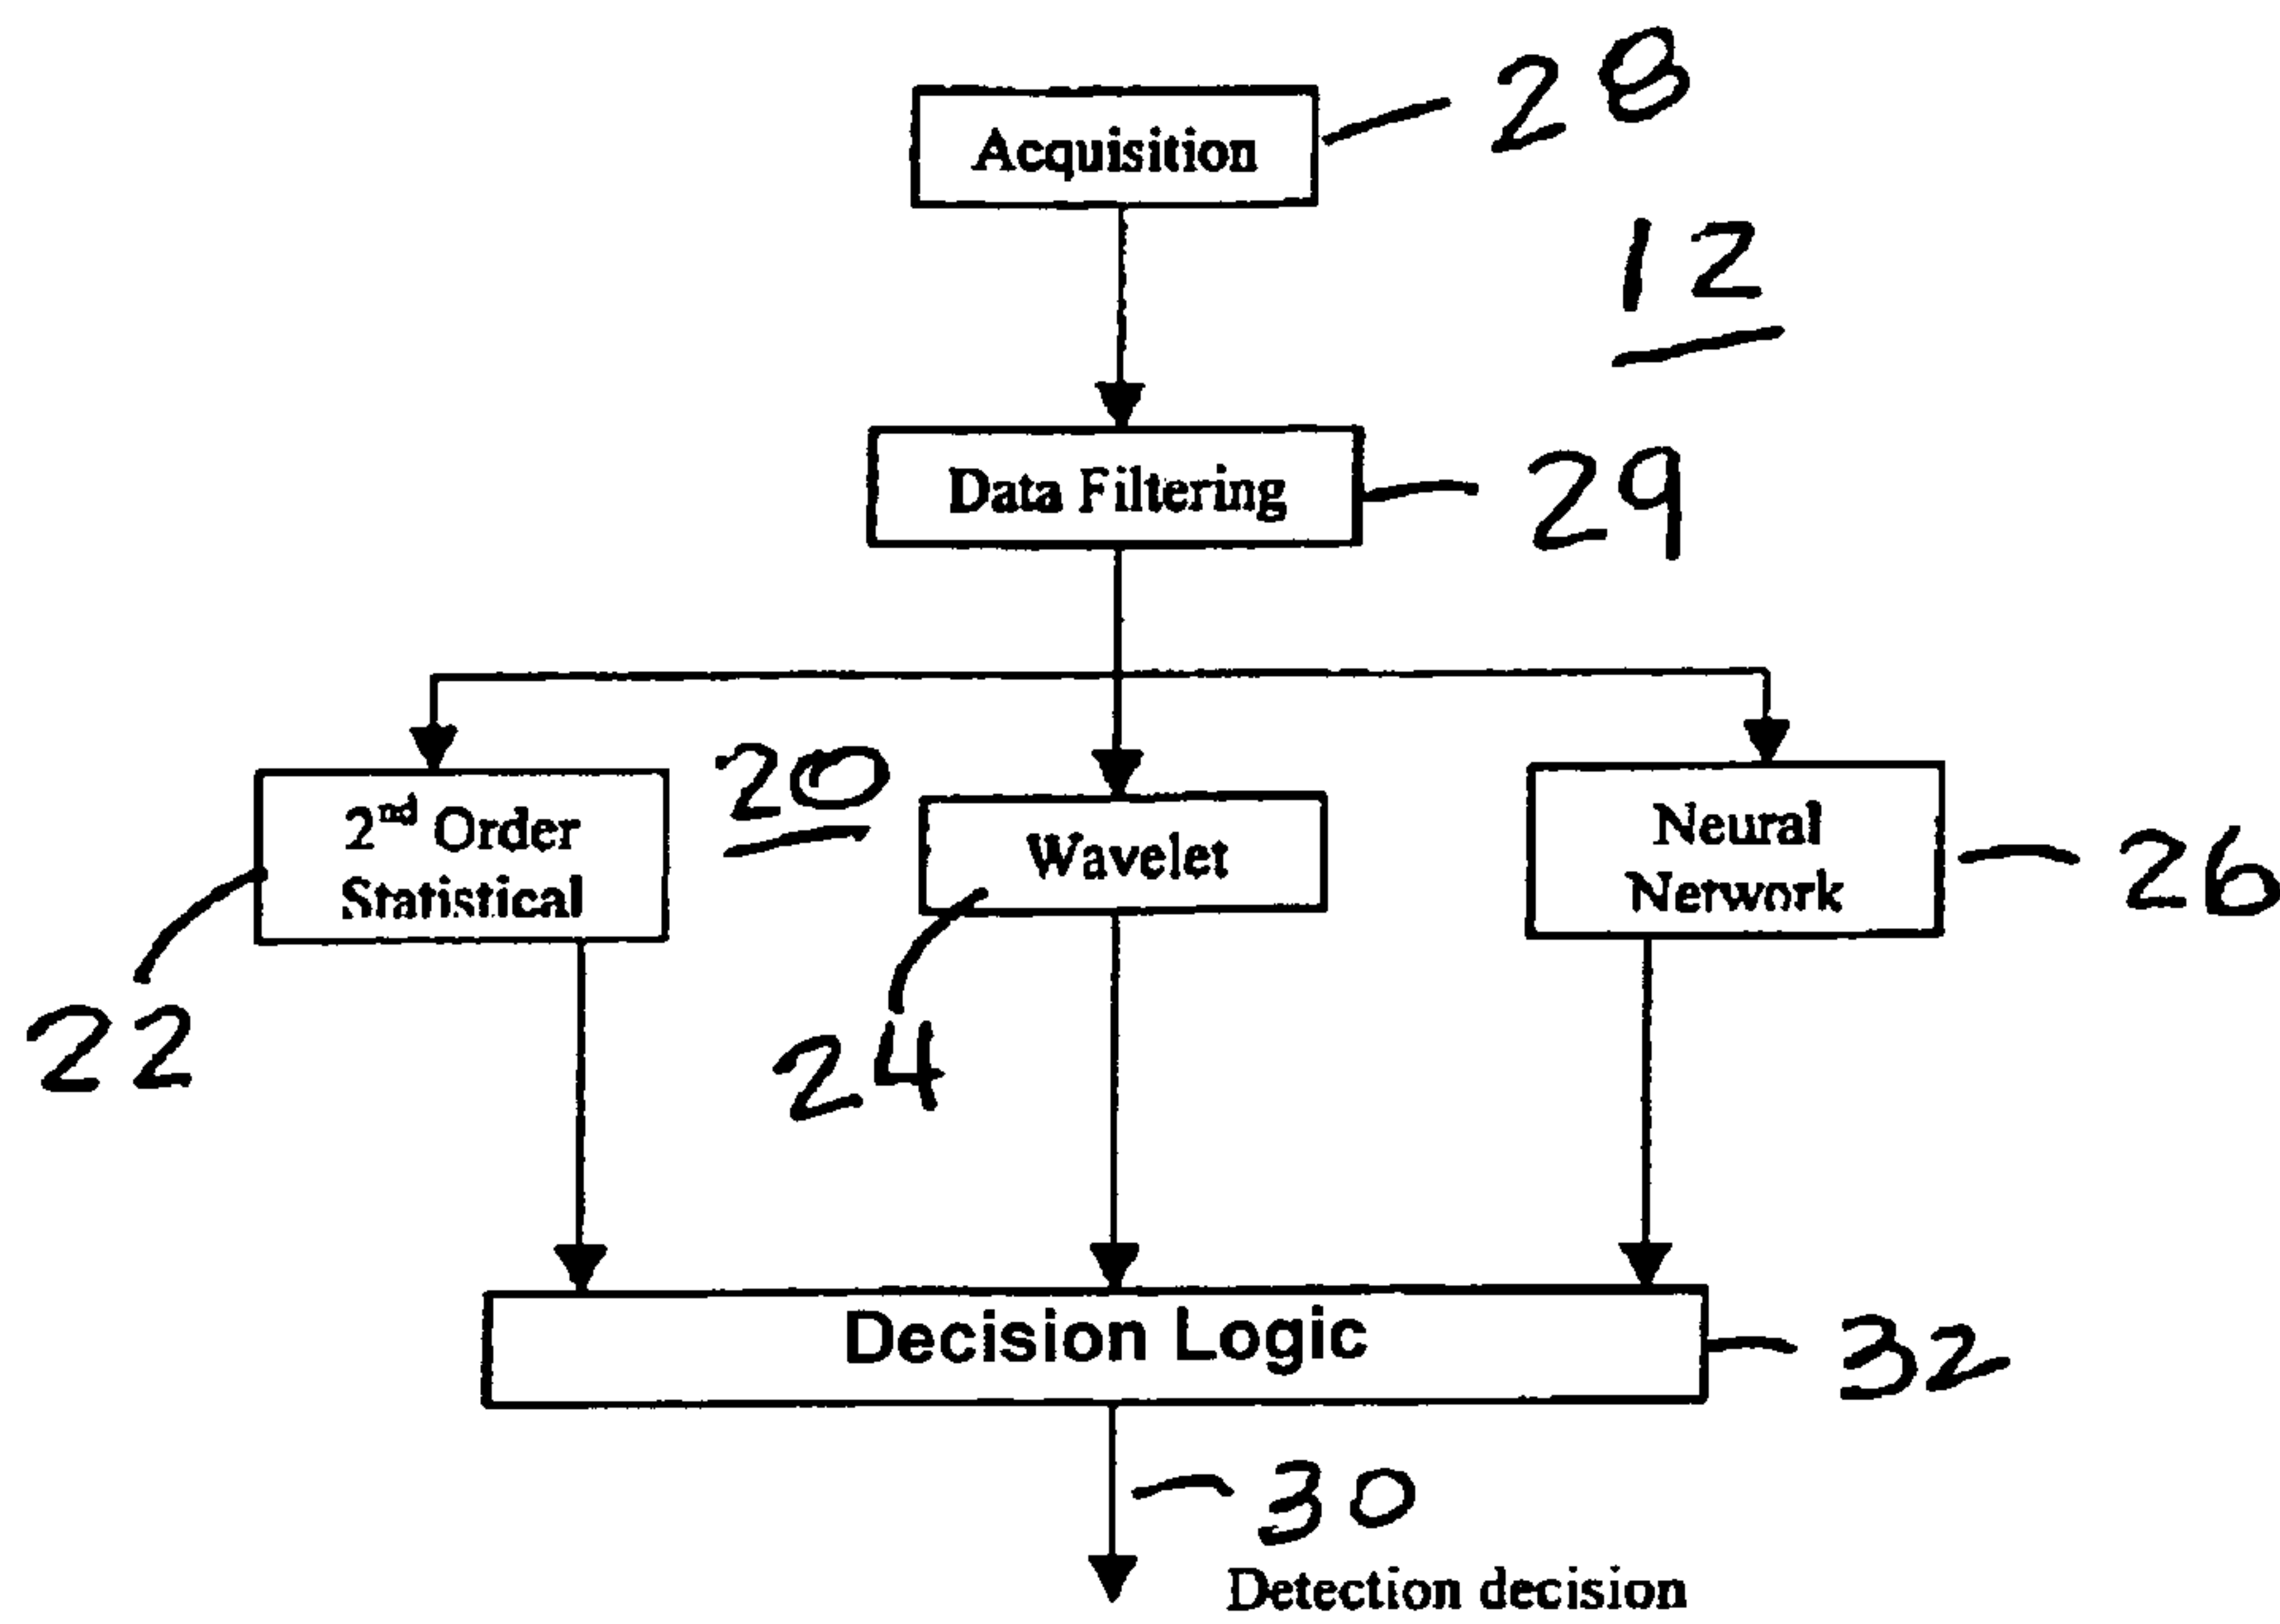 Acquisition
28
12
Data Filtering
29
2nd Order
Statistical
22
20
Wavelet
24
Neural
Network
26
Decision Logic
32
30
Detection decision